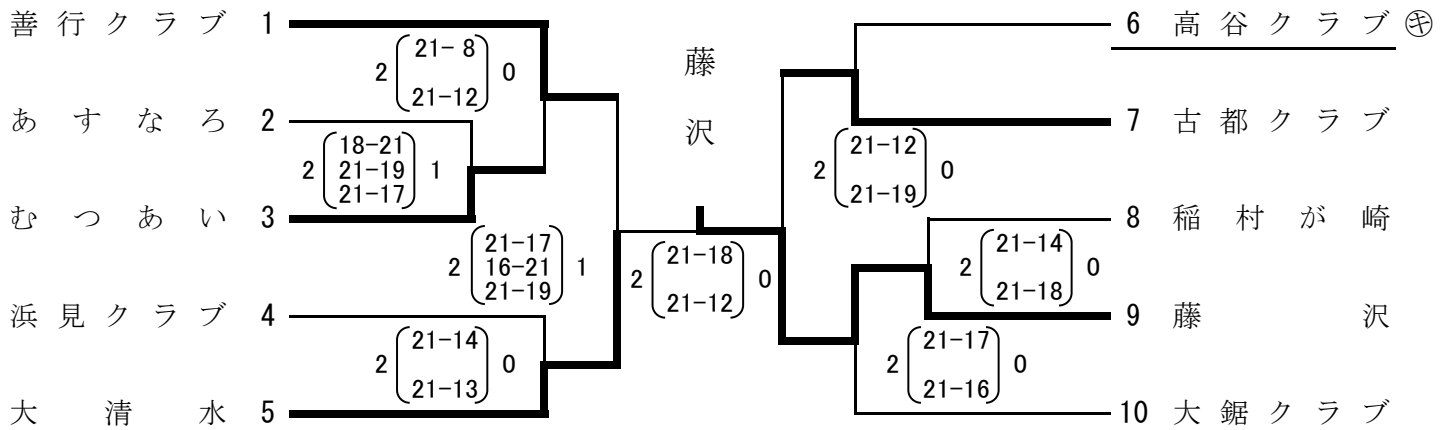 善行クラブ 1
2 21-8 21-12 0
あすなろ 2
2 18-21 21-19 21-17 1
むつあい 3
2 21-17 16-21 21-19 1
浜見クラブ 4
2 21-14 21-13 0
大清水 5
藤沢
2 21-18 21-12 0
6 高谷クラブ ㋖
7 古都クラブ
2 21-12 21-19 0
8 稲村が崎
2 21-14 21-18 0
9 藤沢
2 21-17 21-16 0
10 大鋸クラブ